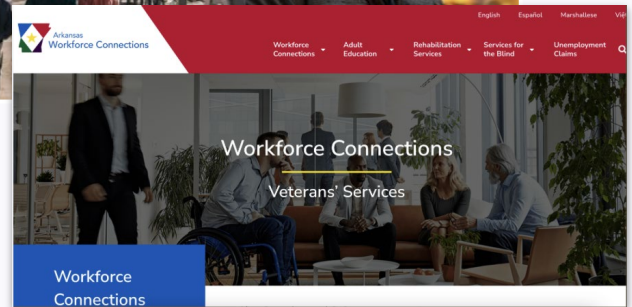 English Español Marshallese
Arkansas
Workforce Connections
Workforce Connections
Adult Education
Rehabilitation Services
Services for the Blind
Unemployment Claims
Workforce Connections
Veterans' Services
Workforce
Connections